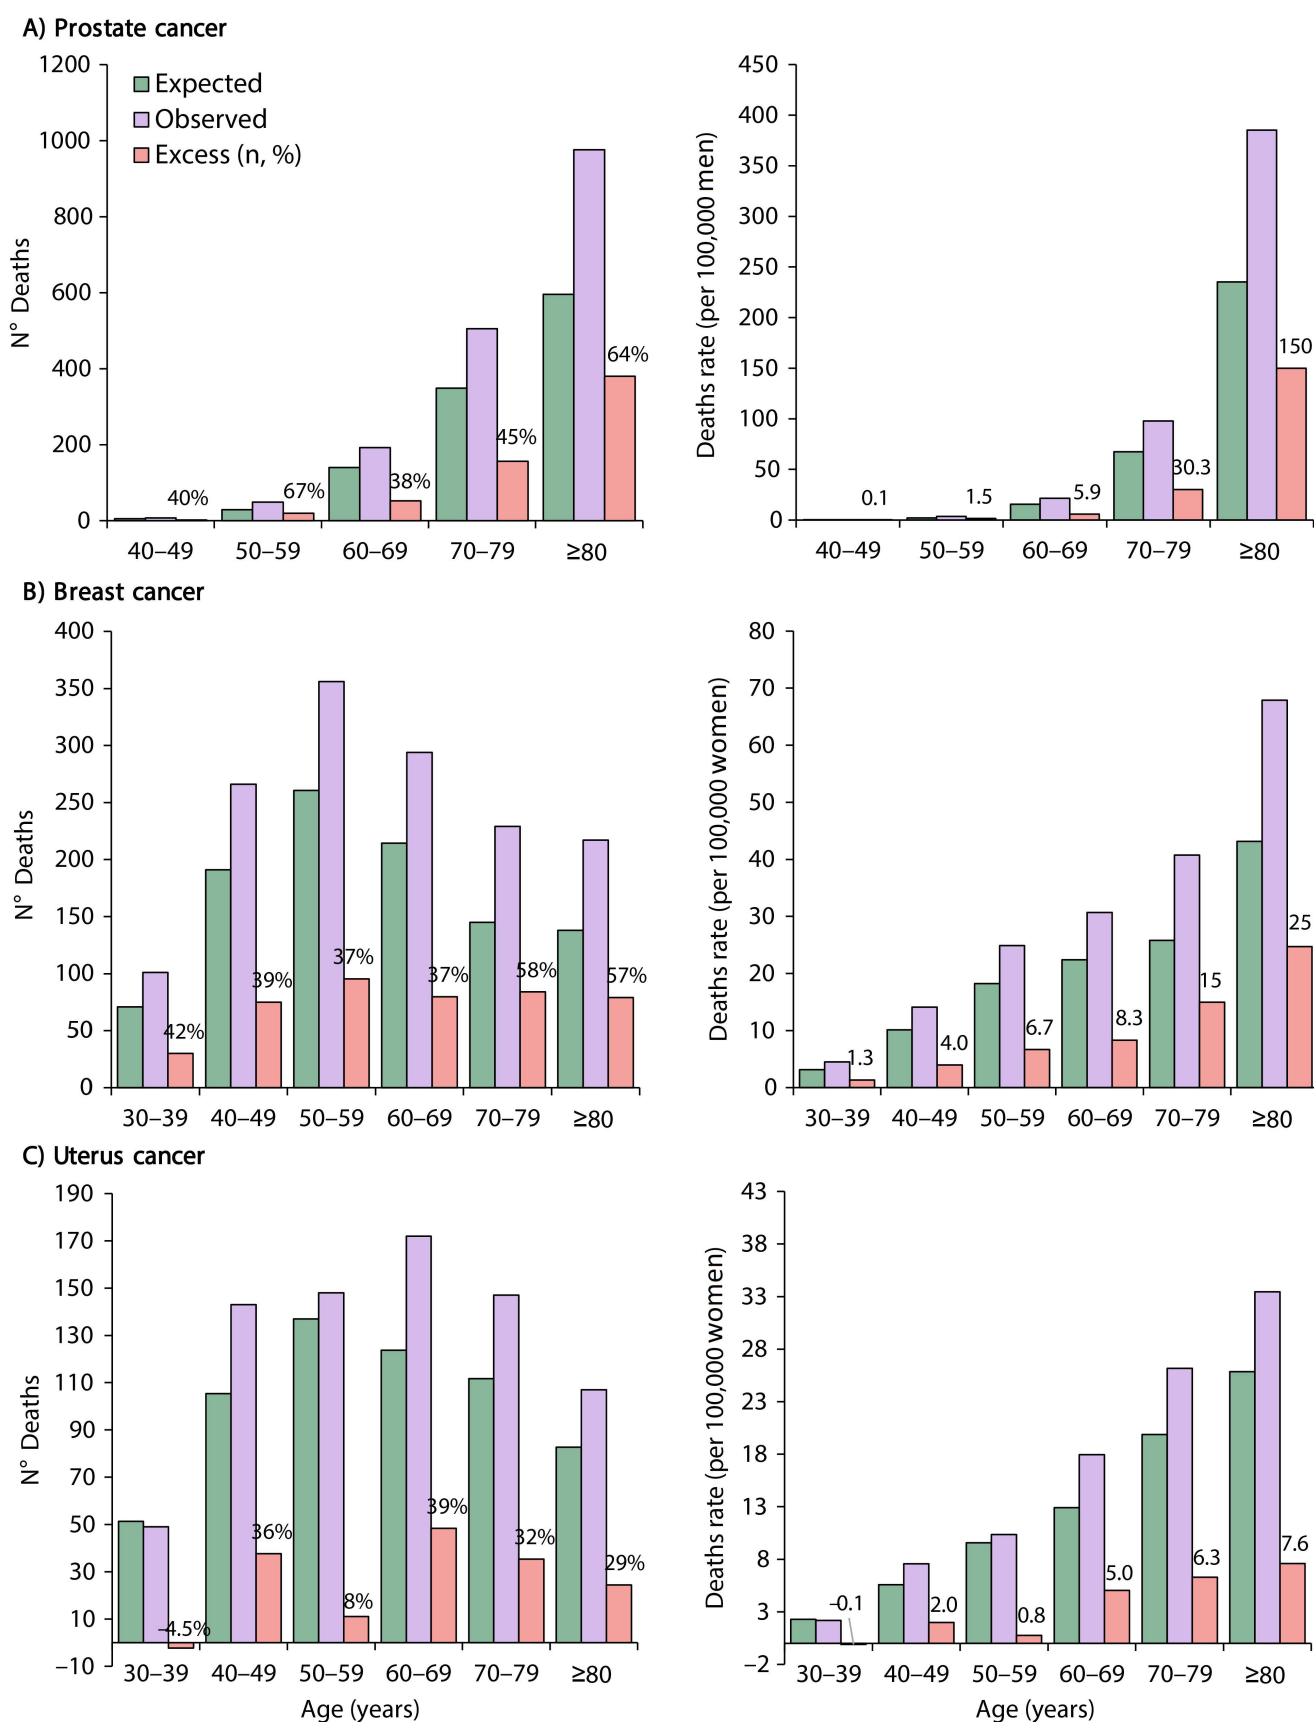 A) Prostate cancer
1200
1000
800
600
400
200
0
N° Deaths
Expected
Observed
Excess (n, %)
40% 67% 38% 45% 64%
40–49 50–59 60–69 70–79 ≥80
450
400
350
300
250
200
150
100
50
0
Deaths rate (per 100,000 men)
0.1 1.5 5.9 30.3 150
40–49 50–59 60–69 70–79 ≥80
B) Breast cancer
400
350
300
250
200
150
100
50
0
N° Deaths
42% 39% 37% 37% 58% 57%
30–39 40–49 50–59 60–69 70–79 ≥80
80
70
60
50
40
30
20
10
0
Deaths rate (per 100,000 women)
1.3 4.0 6.7 8.3 15 25
30–39 40–49 50–59 60–69 70–79 ≥80
C) Uterus cancer
190
170
150
130
110
90
70
50
30
10
–10
N° Deaths
–4.5% 36% 8% 39% 32% 29%
30–39 40–49 50–59 60–69 70–79 ≥80
Age (years)
43
38
33
28
23
18
13
8
3
–2
Deaths rate (per 100,000 women)
–0.1 2.0 0.8 5.0 6.3 7.6
30–39 40–49 50–59 60–69 70–79 ≥80
Age (years)